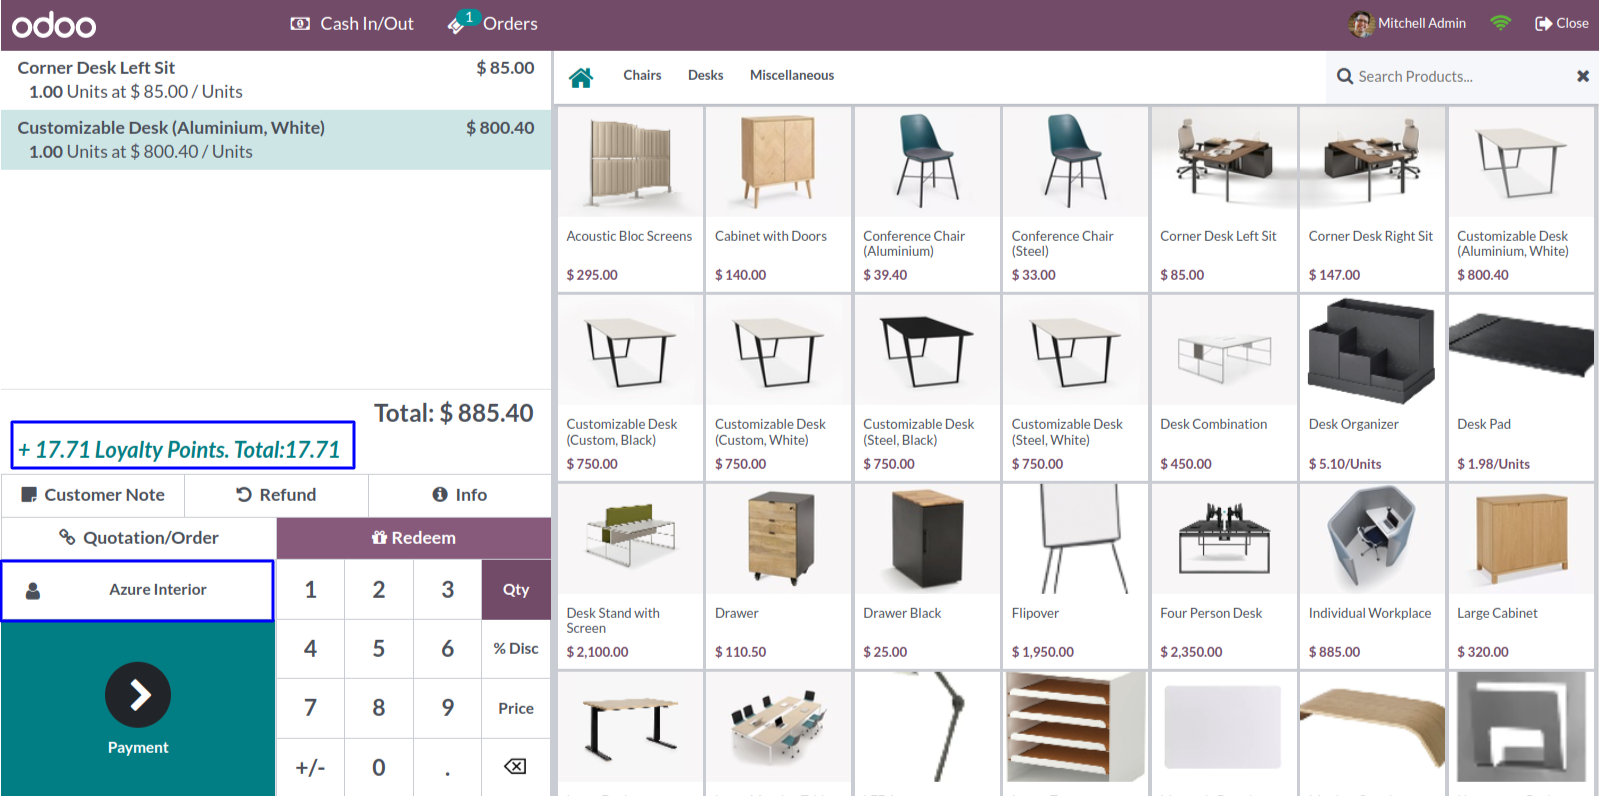 odoo
Cash In/Out
1
Orders
Mitchell Admin
Close
Corner Desk Left Sit $ 85.00
1.00 Units at $ 85.00 / Units
Customizable Desk (Aluminium, White) $ 800.40
1.00 Units at $ 800.40 / Units
Total: $ 885.40
+ 17.71 Loyalty Points. Total:17.71
Customer Note
Refund
Info
Quotation/Order
Redeem
Azure Interior
Payment
1 2 3 Qty
4 5 6 % Disc
7 8 9 Price
+/- 0 .
Chairs Desks Miscellaneous
Search Products...
Acoustic Bloc Screens
$ 295.00
Cabinet with Doors
$ 140.00
Conference Chair
(Aluminium)
$ 39.40
Conference Chair
(Steel)
$ 33.00
Corner Desk Left Sit
$ 85.00
Corner Desk Right Sit
$ 147.00
Customizable Desk
(Aluminium, White)
$ 800.40
Customizable Desk
(Custom, Black)
$ 750.00
Customizable Desk
(Custom, White)
$ 750.00
Customizable Desk
(Steel, Black)
$ 750.00
Customizable Desk
(Steel, White)
$ 750.00
Desk Combination
$ 450.00
Desk Organizer
$ 5.10/Units
Desk Pad
$ 1.98/Units
Desk Stand with
Screen
$ 2,100.00
Drawer
$ 110.50
Drawer Black
$ 25.00
Flipover
$ 1,950.00
Four Person Desk
$ 2,350.00
Individual Workplace
$ 885.00
Large Cabinet
$ 320.00